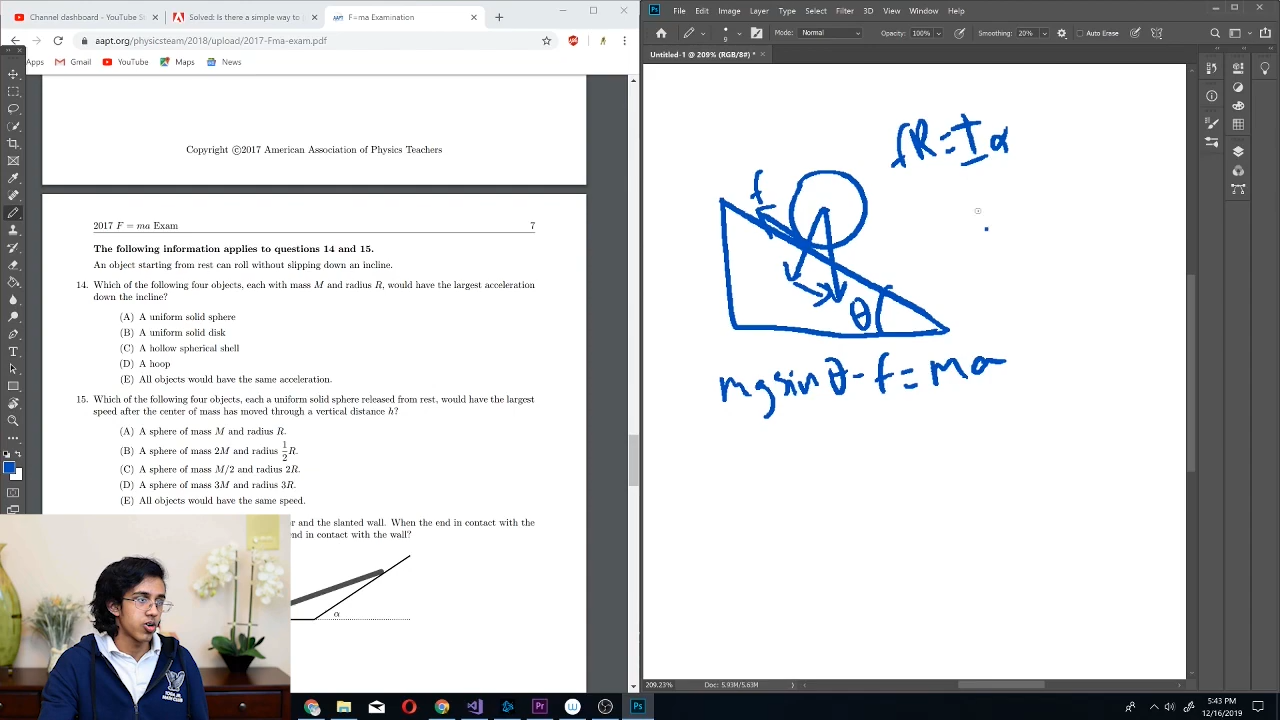 Channel dashboard - YouTube St
Solved: Is there a simple way to
F=ma Examination
aapt.org/physicsteam/2018/upload/2017-Fma-exam.pdf
Apps
Gmail
YouTube
Maps
News
Copyright ©2017 American Association of Physics Teachers
2017 F = ma Exam 7
The following information applies to questions 14 and 15.
An object starting from rest can roll without slipping down an incline.
14. Which of the following four objects, each with mass M and radius R, would have the largest acceleration
down the incline?
(A) A uniform solid sphere
(B) A uniform solid disk
(C) A hollow spherical shell
(D) A hoop
(E) All objects would have the same acceleration.
15. Which of the following four objects, each a uniform solid sphere released from rest, would have the largest
speed after the center of mass has moved through a vertical distance h?
(A) A sphere of mass M and radius R.
(B) A sphere of mass 2M and radius 1/2 R.
(C) A sphere of mass M/2 and radius 2R.
(D) A sphere of mass 3M and radius 3R.
(E) All objects would have the same speed.
or and the slanted wall. When the end in contact with the
end in contact with the wall?
α
Ps File Edit Image Layer Type Select Filter 3D View Window Help
Mode: Normal Opacity: 100% Smoothing: 20% Auto Erase
Untitled-1 @ 209% (RGB/8#) *
fR = I α
f
θ
mg sin θ - f = ma
209.23% Doc: 5.93M/5.63M
5:43 PM
12/16/2019